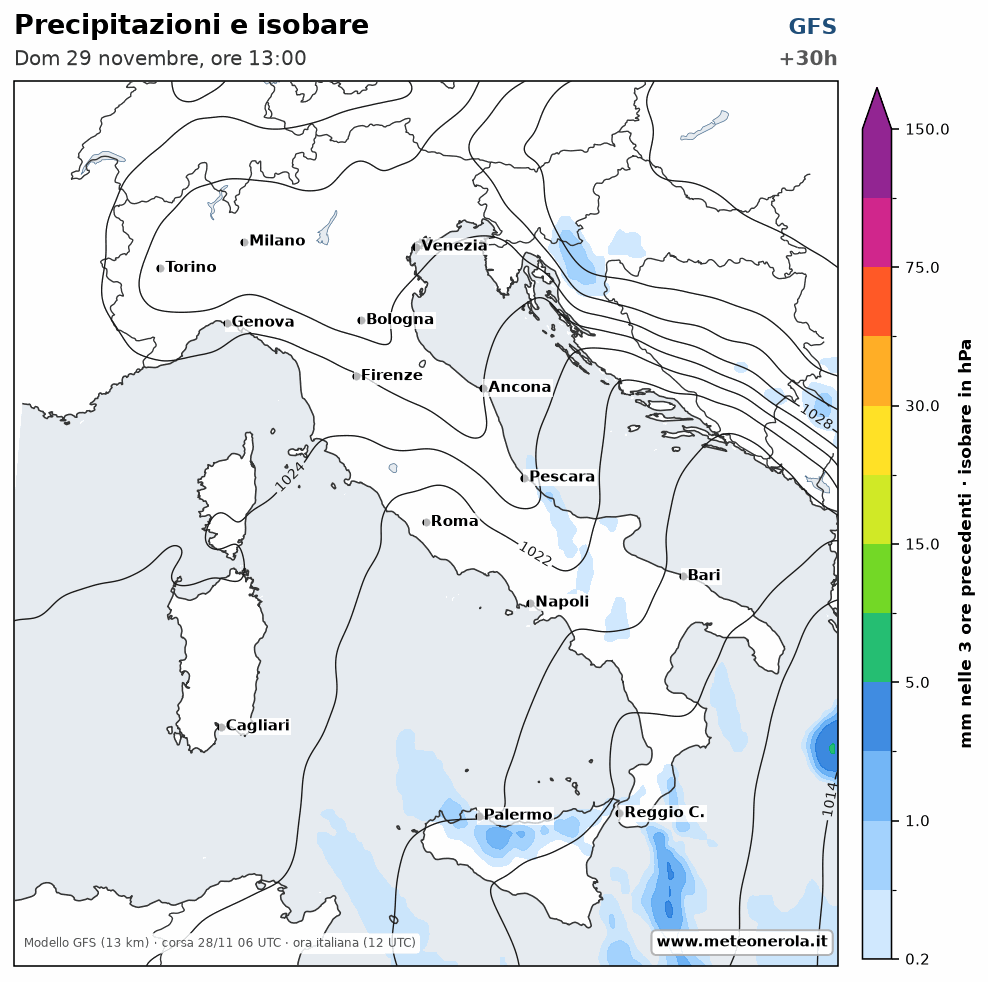 Precipitazioni e isobare
GFS
Dom 29 novembre, ore 13:00
+30h
150.0
75.0
30.0
15.0
5.0
1.0
0.2
mm nelle 3 ore precedenti · isobare in hPa
Milano
Venezia
Torino
Genova
Bologna
Firenze
Ancona
1028
Pescara
1024
Roma
1022
Bari
Napoli
Cagliari
1014
Palermo
Reggio C.
Modello GFS (13 km) · corsa 28/11 06 UTC · ora italiana (12 UTC)
www.meteonerola.it